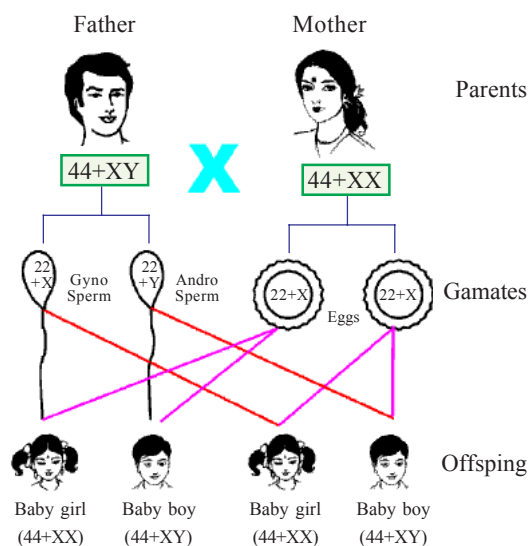 Father
Mother
Parents
44+XY
X
44+XX
22
+X
Gyno
Sperm
22
+Y
Andro
Sperm
22+X
Eggs
22+X
Gamates
Offsping
Baby girl
(44+XX)
Baby boy
(44+XY)
Baby girl
(44+XX)
Baby boy
(44+XY)